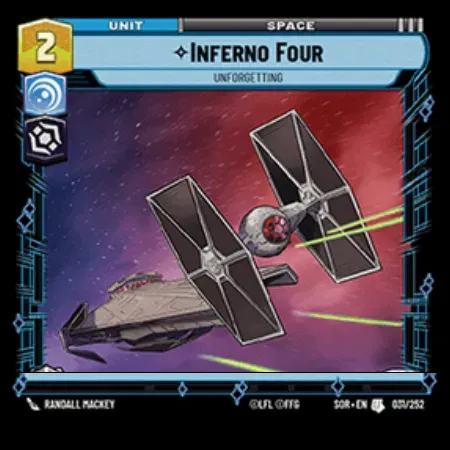 UNIT SPACE
2
INFERNO FOUR
UNFORGETTING
RANDALL MACKEY ©LFL ©FFG SOR • EN 031/252